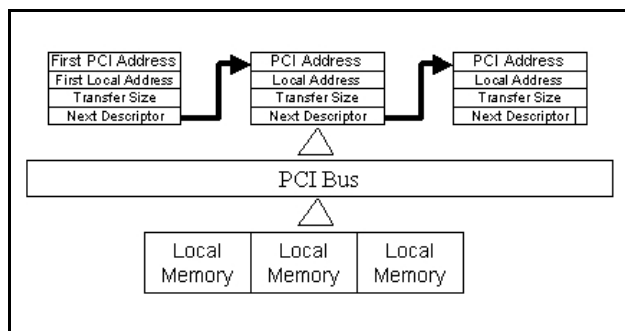 First PCI Address
First Local Address
Transfer Size
Next Descriptor
PCI Address
Local Address
Transfer Size
Next Descriptor
PCI Address
Local Address
Transfer Size
Next Descriptor
PCI Bus
Local
Memory
Local
Memory
Local
Memory